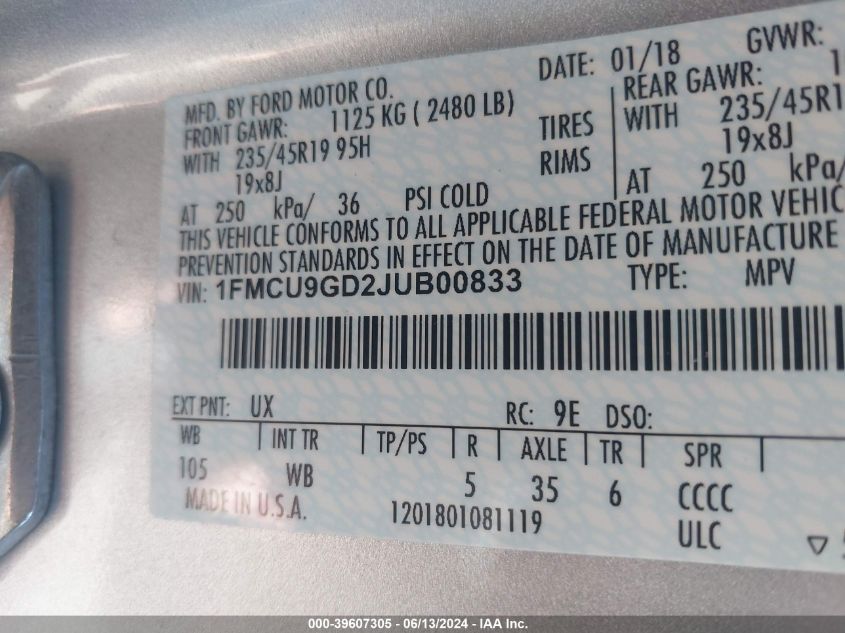 DATE: 01/18 GVWR:
MFD. BY FORD MOTOR CO.
FRONT GAWR: 1125 KG ( 2480 LB) REAR GAWR: 1
WITH 235/45R19 95H TIRES WITH 235/45R1
19x8J RIMS 19x8J
AT 250 kPa/ 36 PSI COLD AT 250 kPa/
THIS VEHICLE CONFORMS TO ALL APPLICABLE FEDERAL MOTOR VEHIC
PREVENTION STANDARDS IN EFFECT ON THE DATE OF MANUFACTURE
VIN: 1FMCU9GD2JUB00833 TYPE: MPV
EXT PNT: UX RC: 9E DSO:
WB INT TR TP/PS R AXLE TR SPR
105 WB 5 35 6 CCCC
MADE IN U.S.A. 1201801081119 ULC
000-39607305 - 06/13/2024 - IAA Inc.